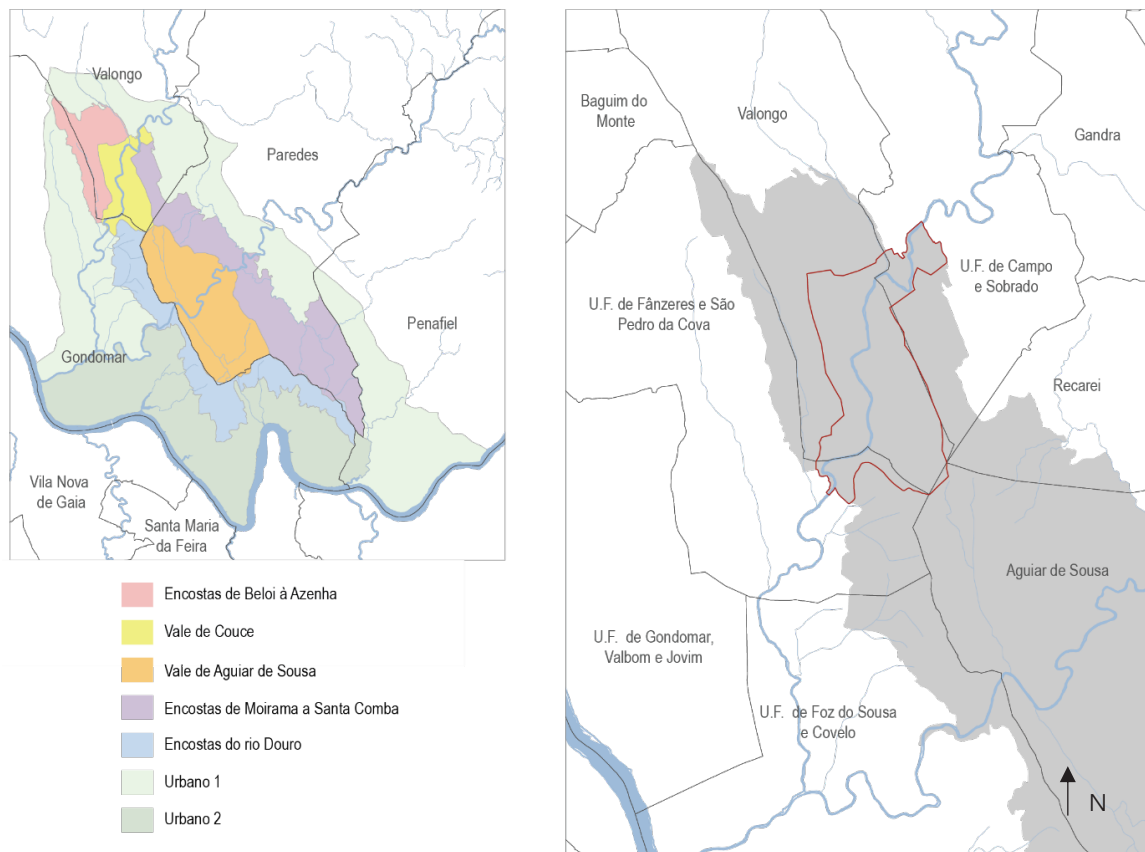 Valongo
Paredes
Penafiel
Gondomar
Vila Nova
de Gaia
Santa Maria
da Feira
Encostas de Beloi à Azenha
Vale de Couce
Vale de Aguiar de Sousa
Encostas de Moirama a Santa Comba
Encostas do rio Douro
Urbano 1
Urbano 2
Baguim do
Monte
Valongo
Gandra
U.F. de Campo
e Sobrado
U.F. de Fânzeres e São
Pedro da Cova
Recarei
Aguiar de Sousa
U.F. de Gondomar,
Valbom e Jovim
U.F. de Foz do Sousa
e Covelo
N